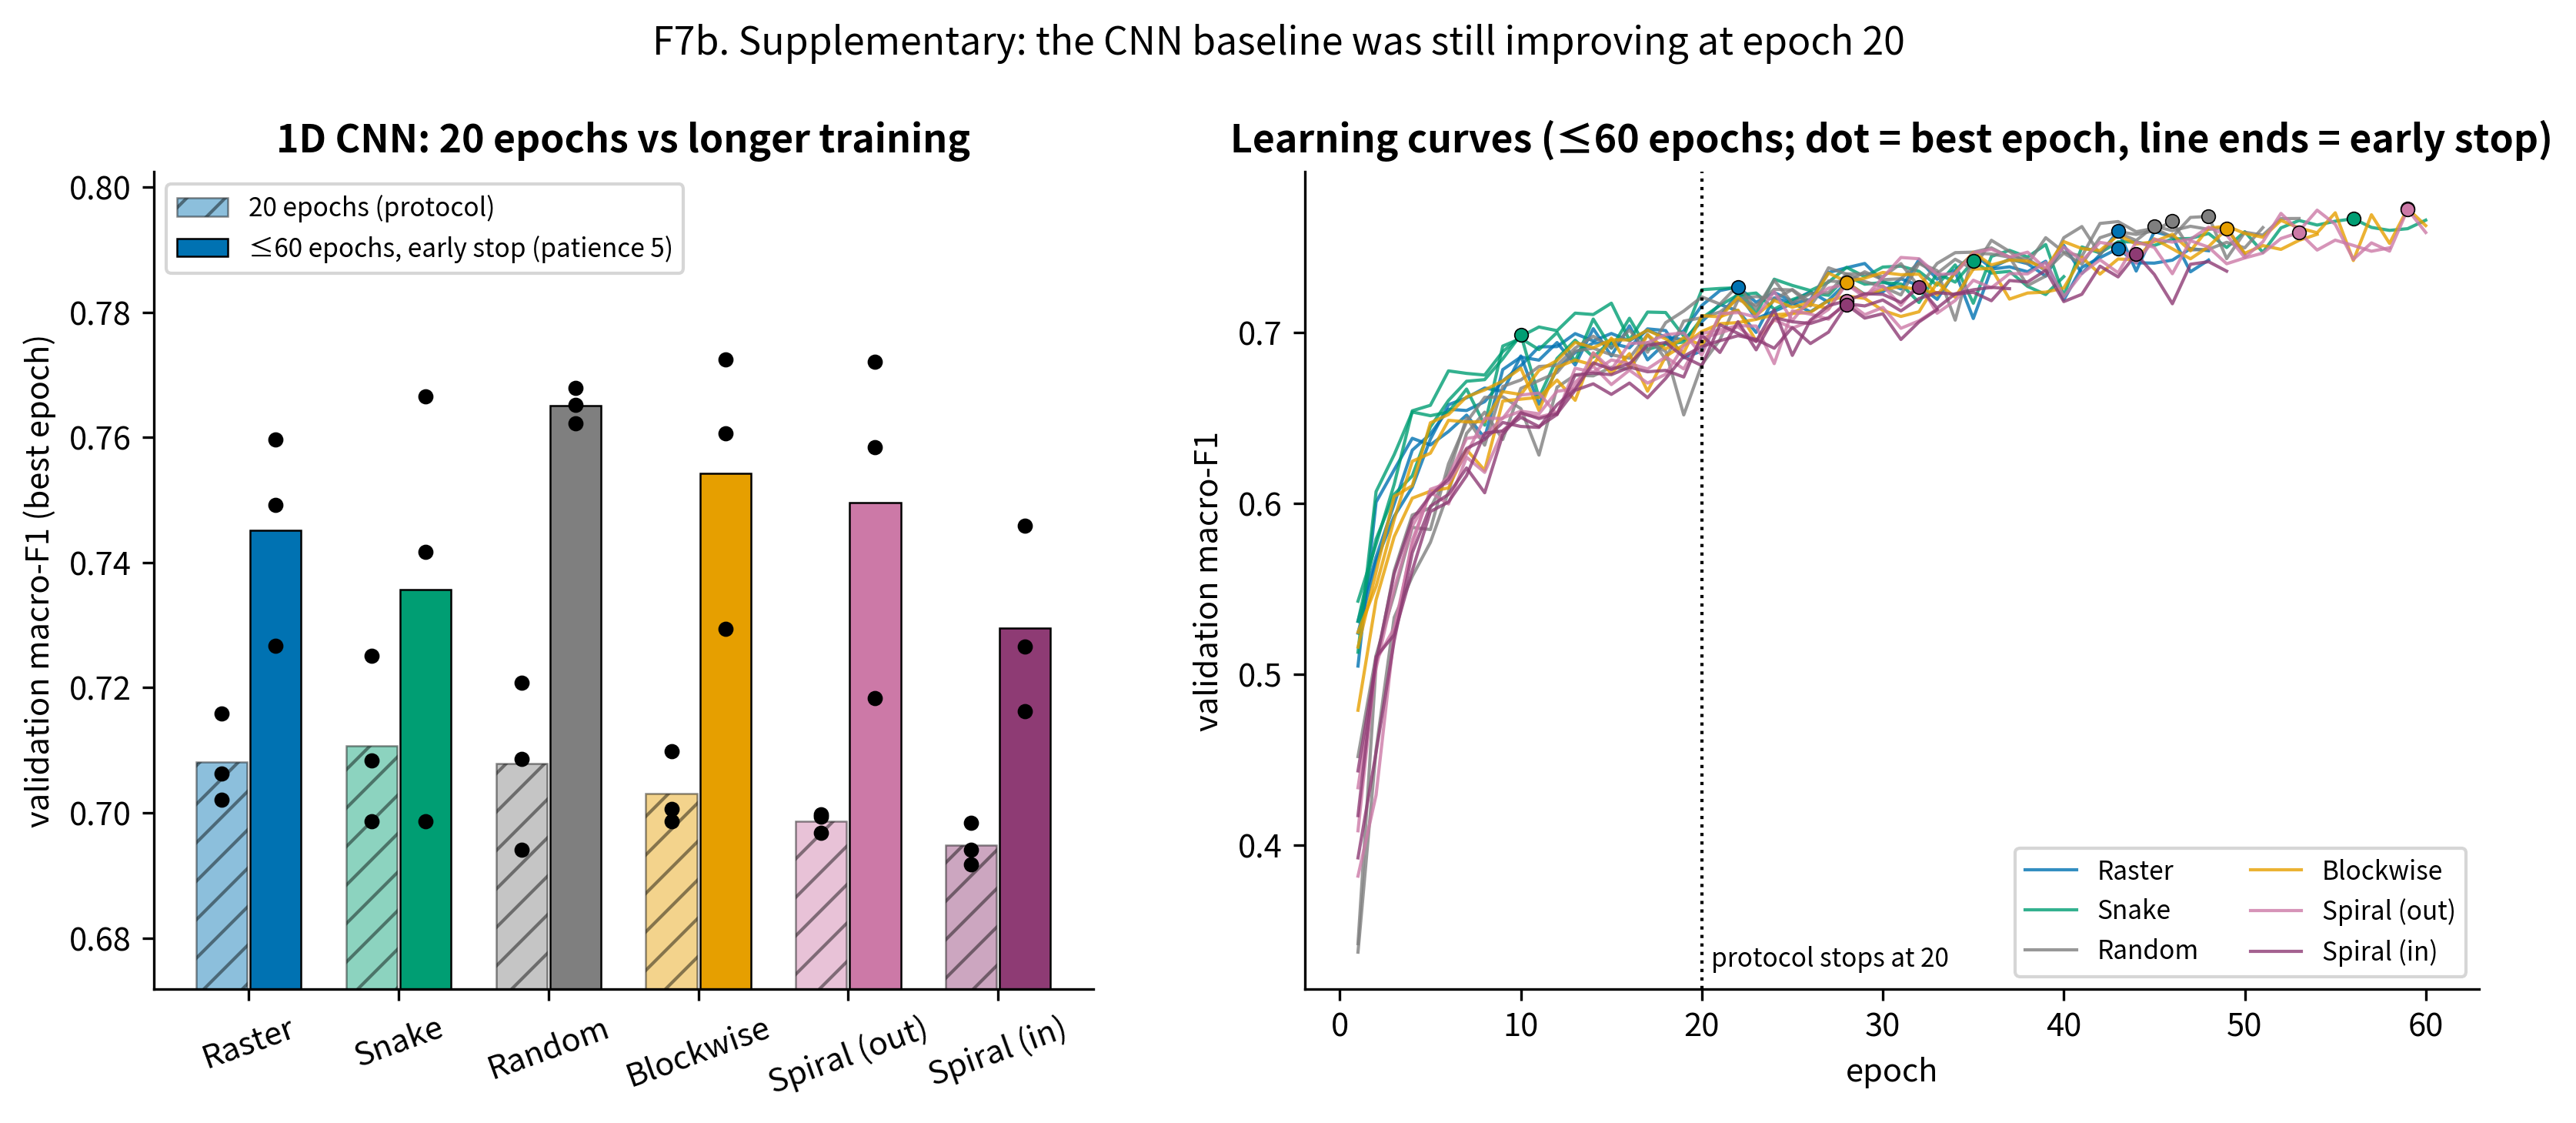 F7b. Supplementary: the CNN baseline was still improving at epoch 20
1D CNN: 20 epochs vs longer training
validation macro-F1 (best epoch)
0.80
0.78
0.76
0.74
0.72
0.70
0.68
20 epochs (protocol)
≤60 epochs, early stop (patience 5)
Raster
Snake
Random
Blockwise
Spiral (out)
Spiral (in)
Learning curves (≤60 epochs; dot = best epoch, line ends = early stop)
validation macro-F1
0.7
0.6
0.5
0.4
protocol stops at 20
Raster
Snake
Random
Blockwise
Spiral (out)
Spiral (in)
0 10 20 30 40 50 60
epoch